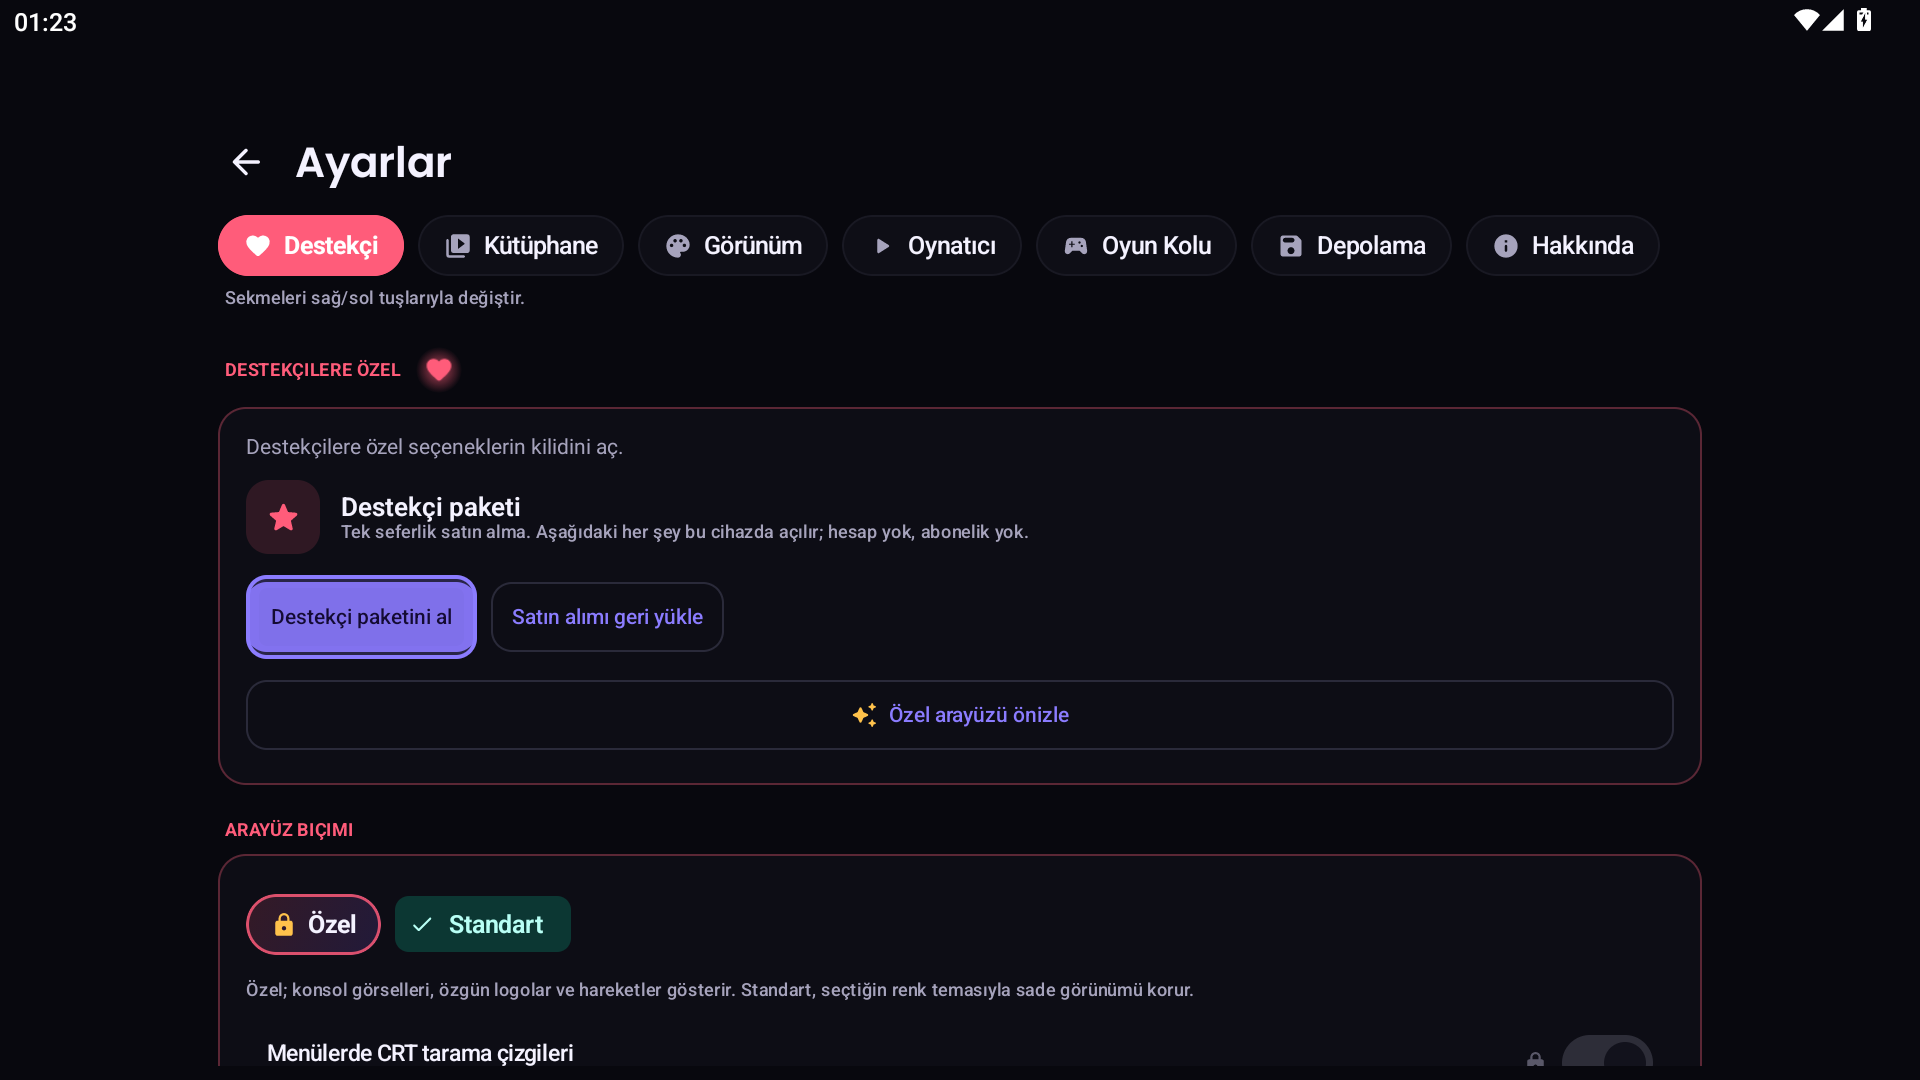 01:23
Ayarlar
Destekçi
Kütüphane
Görünüm
Oynatıcı
Oyun Kolu
Depolama
Hakkında
Sekmeleri sağ/sol tuşlarıyla değiştir.
DESTEKÇILERE ÖZEL
Destekçilere özel seçeneklerin kilidini aç.
Destekçi paketi
Tek seferlik satın alma. Aşağıdaki her şey bu cihazda açılır; hesap yok, abonelik yok.
Destekçi paketini al
Satın alımı geri yükle
Özel arayüzü önizle
ARAYÜZ BIÇIMI
Özel
Standart
Özel; konsol görselleri, özgün logolar ve hareketler gösterir. Standart, seçtiğin renk temasıyla sade görünümü korur.
Menülerde CRT tarama çizgileri